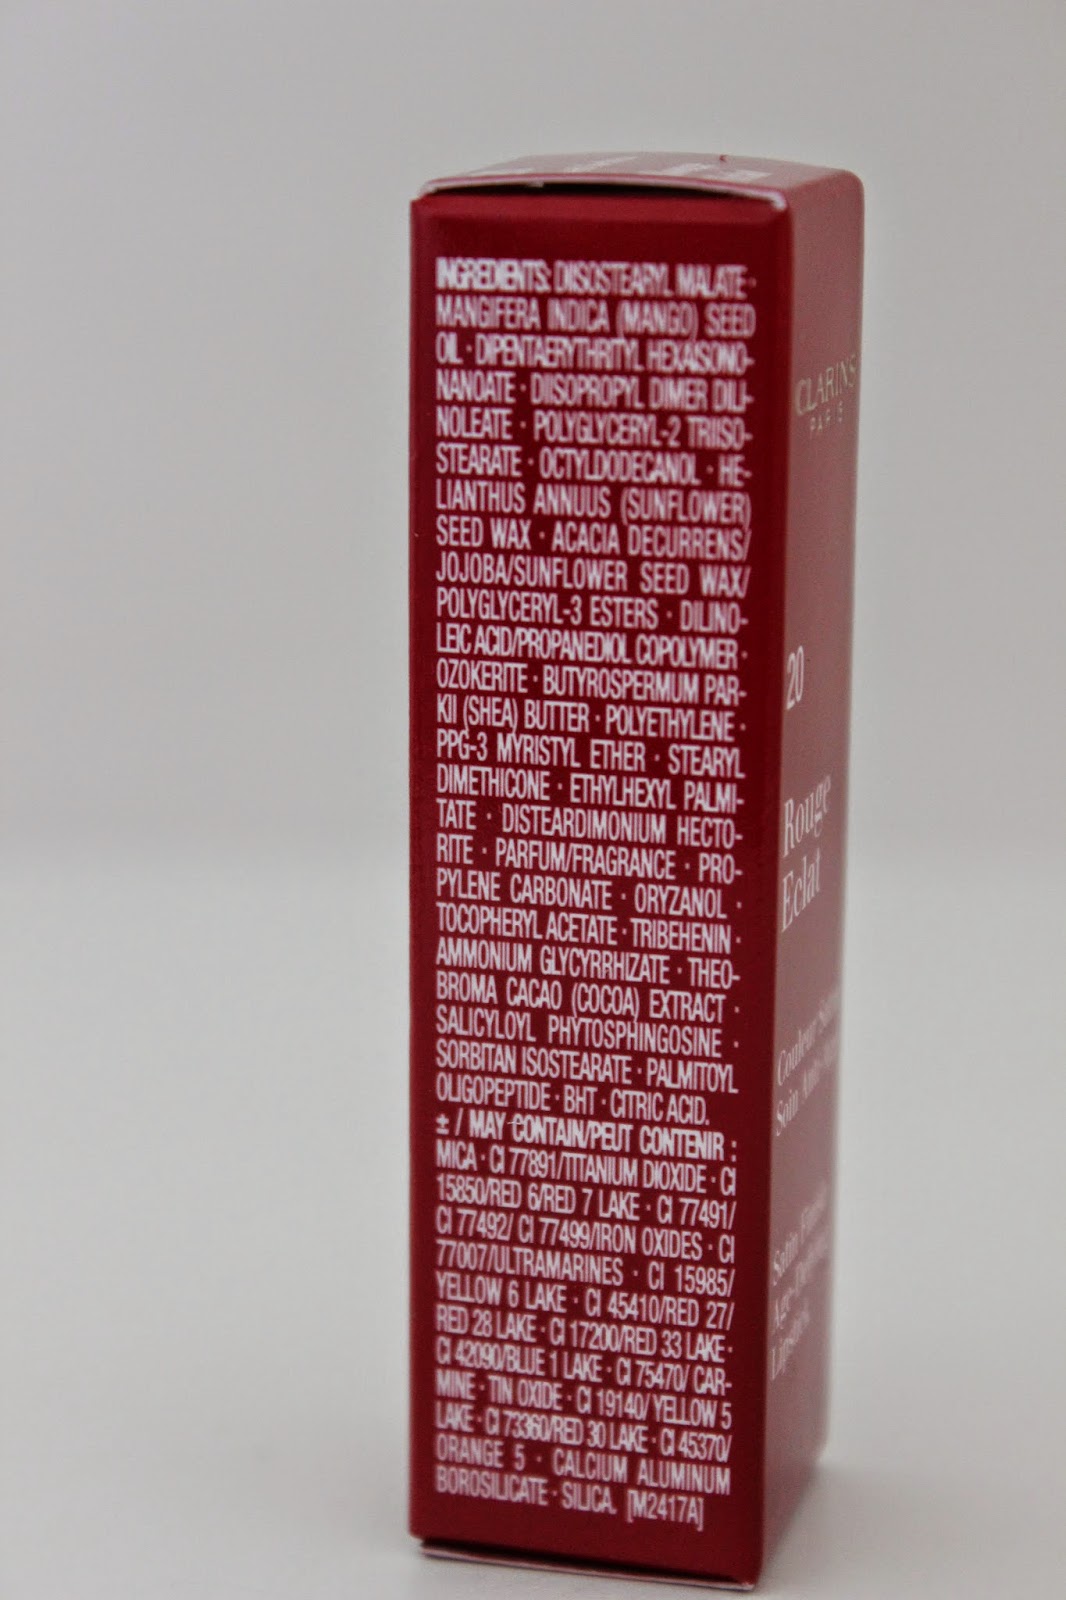 INGREDIENTS: DIISOSTEARYL MALATE ·
MANGIFERA INDICA (MANGO) SEED
OIL · DIPENTAERYTHRITYL HEXAISONO-
NANOATE · DIISOPROPYL DIMER DILI-
NOLEATE · POLYGLYCERYL-2 TRIISO-
STEARATE · OCTYLDODECANOL · HE-
LIANTHUS ANNUUS (SUNFLOWER)
SEED WAX · ACACIA DECURRENS/
JOJOBA/SUNFLOWER SEED WAX/
POLYGLYCERYL-3 ESTERS · DILINO-
LEIC ACID/PROPANEDIOL COPOLYMER ·
OZOKERITE · BUTYROSPERMUM PAR-
KII (SHEA) BUTTER · POLYETHYLENE ·
PPG-3 MYRISTYL ETHER · STEARYL
DIMETHICONE · ETHYLHEXYL PALMI-
TATE · DISTEARDIMONIUM HECTO-
RITE · PARFUM/FRAGRANCE · PRO-
PYLENE CARBONATE · ORYZANOL ·
TOCOPHERYL ACETATE · TRIBEHENIN ·
AMMONIUM GLYCYRRHIZATE · THEO-
BROMA CACAO (COCOA) EXTRACT ·
SALICYLOYL PHYTOSPHINGOSINE ·
SORBITAN ISOSTEARATE · PALMITOYL
OLIGOPEPTIDE · BHT · CITRIC ACID.
± / MAY CONTAIN/PEUT CONTENIR :
MICA · CI 77891/TITANIUM DIOXIDE · CI
15850/RED 6/RED 7 LAKE · CI 77491/
CI 77492/ CI 77499/IRON OXIDES · CI
77007/ULTRAMARINES · CI 15985/
YELLOW 6 LAKE · CI 45410/RED 27/
RED 28 LAKE · CI 17200/RED 33 LAKE ·
CI 42090/BLUE 1 LAKE · CI 75470/ CAR-
MINE · TIN OXIDE · CI 19140/ YELLOW 5
LAKE · CI 73360/RED 30 LAKE · CI 45370/
ORANGE 5 · CALCIUM ALUMINUM
BOROSILICATE · SILICA. [M2417A]
CLARINS
PARIS
20
Rouge
Eclat
Couleur
Soin
Satin
Age-Defying
Lipstick